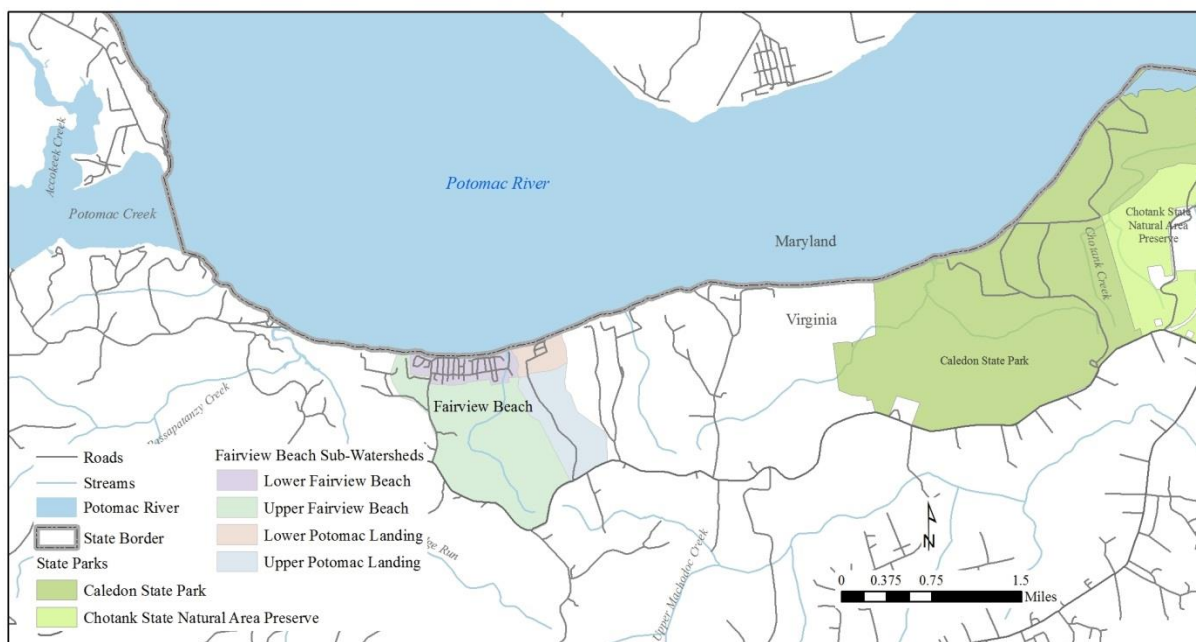 Accokeek Creek
Potomac Creek
Potomac River
Maryland
Virginia
Chotank State
Natural Area
Preserve
Chotank Creek
Caledon State Park
Fairview Beach
Passapatanzy Creek
Run
Upper Machadoc Creek
Roads
Streams
Potomac River
State Border
State Parks
Caledon State Park
Chotank State Natural Area Preserve
Fairview Beach Sub-Watersheds
Lower Fairview Beach
Upper Fairview Beach
Lower Potomac Landing
Upper Potomac Landing
N
0 0.375 0.75 1.5
Miles